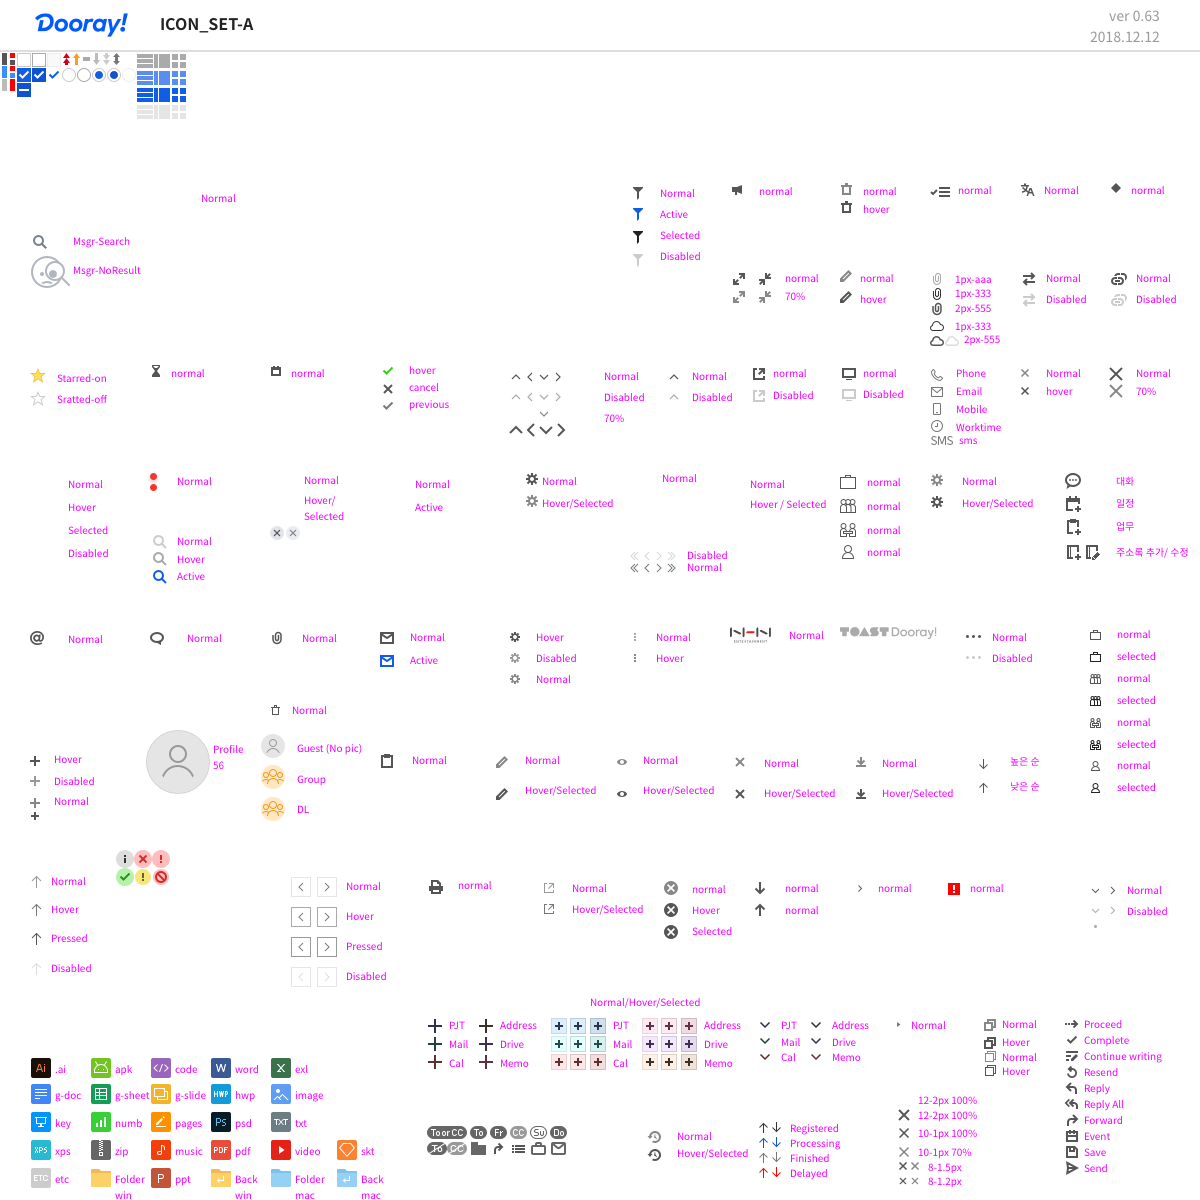 Dooray! ICON_SET-A ver 0.63
2018.12.12
Normal
Normal normal normal normal Normal normal
Active hover
Msgr-Search Selected
Msgr-NoResult Disabled
normal normal 1px-aaa Normal Normal
70% hover 1px-333 Disabled Disabled
2px-555
1px-333
2px-555
Starred-on normal normal hover Normal Normal normal normal Phone Normal Normal
Sratted-off cancel Disabled Disabled Disabled Disabled Email hover 70%
previous 70% Mobile
Worktime
SMS sms
Normal Normal Normal Normal Normal Normal Normal normal Normal 대화
Hover Hover/ Active Hover/Selected Hover / Selected normal Hover/Selected 일정
Selected Selected normal 업무
Disabled Normal Disabled normal 주소록 추가/ 수정
Hover Normal
Active
@ Normal Normal Normal Normal Hover Normal NHN ENTERTAINMENT Normal TOAST Dooray! Normal normal
Active Disabled Hover Disabled selected
Normal normal
Normal selected
Hover Profile Guest (No pic) Normal Normal Normal Normal Normal 높은 순 normal
Disabled 56 Group Hover/Selected Hover/Selected Hover/Selected Hover/Selected 낮은 순 selected
Normal DL normal
selected
Normal Normal normal Normal normal normal normal normal Normal
Hover Hover Hover/Selected Hover normal Disabled
Pressed Pressed Selected
Disabled Disabled
Normal/Hover/Selected
PJT Address PJT Address PJT Address Normal Normal Proceed
Mail Drive Mail Drive Mail Drive Hover Complete
Cal Memo Cal Memo Cal Memo Normal Continue writing
Hover Resend
Ai .ai apk </> code W word X exl Reply
g-doc g-sheet g-slide HWP hwp image 12-2px 100% Reply All
key numb pages Ps psd TXT txt 12-2px 100% Forward
To or CC To Fr CC Su Do Registered 10-1px 100% Event
XPS xps zip music PDF pdf video skt To CC Normal Processing 10-1px 70% Save
Hover/Selected Finished 8-1.5px Send
ETC etc Folder P ppt Back Folder Back Delayed 8-1.2px
win win mac mac